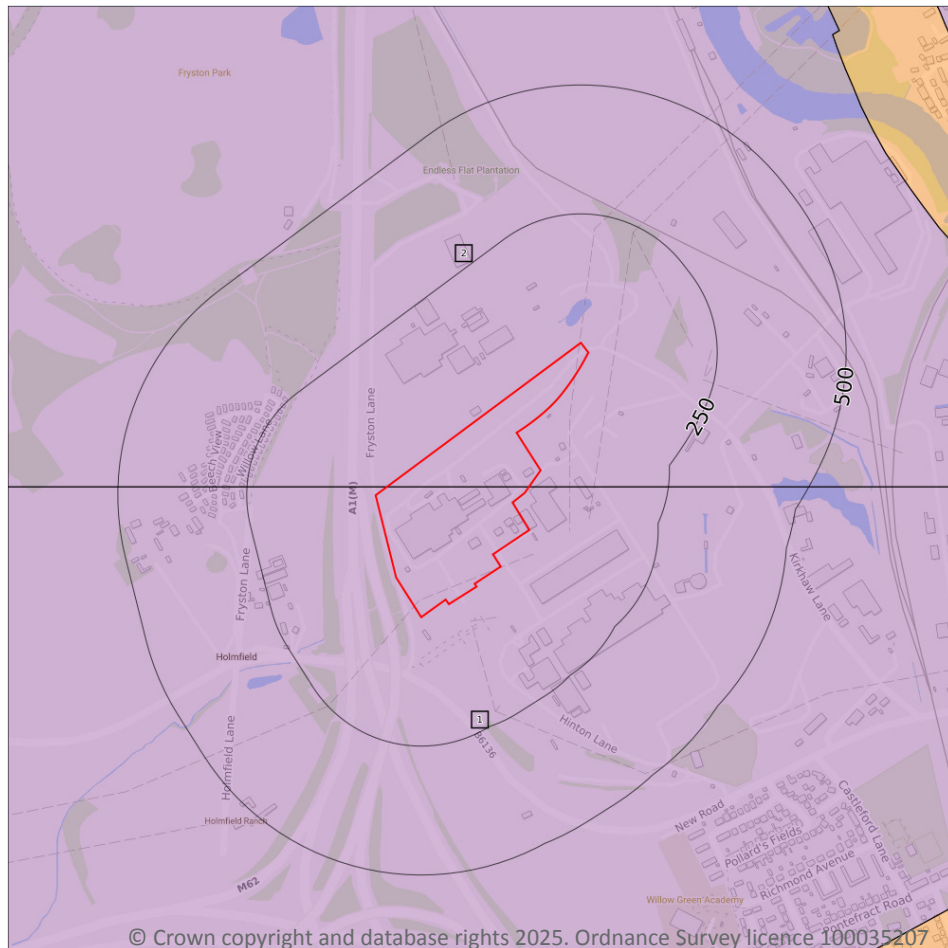 Fryston Park
Endless Flat Plantation
2
500
250
Fryston Lane
Willow Lane
Beech View
A1(M)
Kirkhaw Lane
Fryston Lane
Holmfield
1
B6136
Hinton Lane
Holmfield Lane
Holmfield Ranch
New Road
Castleford Lane
Pollard's Fields
Richmond Avenue
M62
Willow Green Academy
Pontefract Road
© Crown copyright and database rights 2025. Ordnance Survey licence 100035207